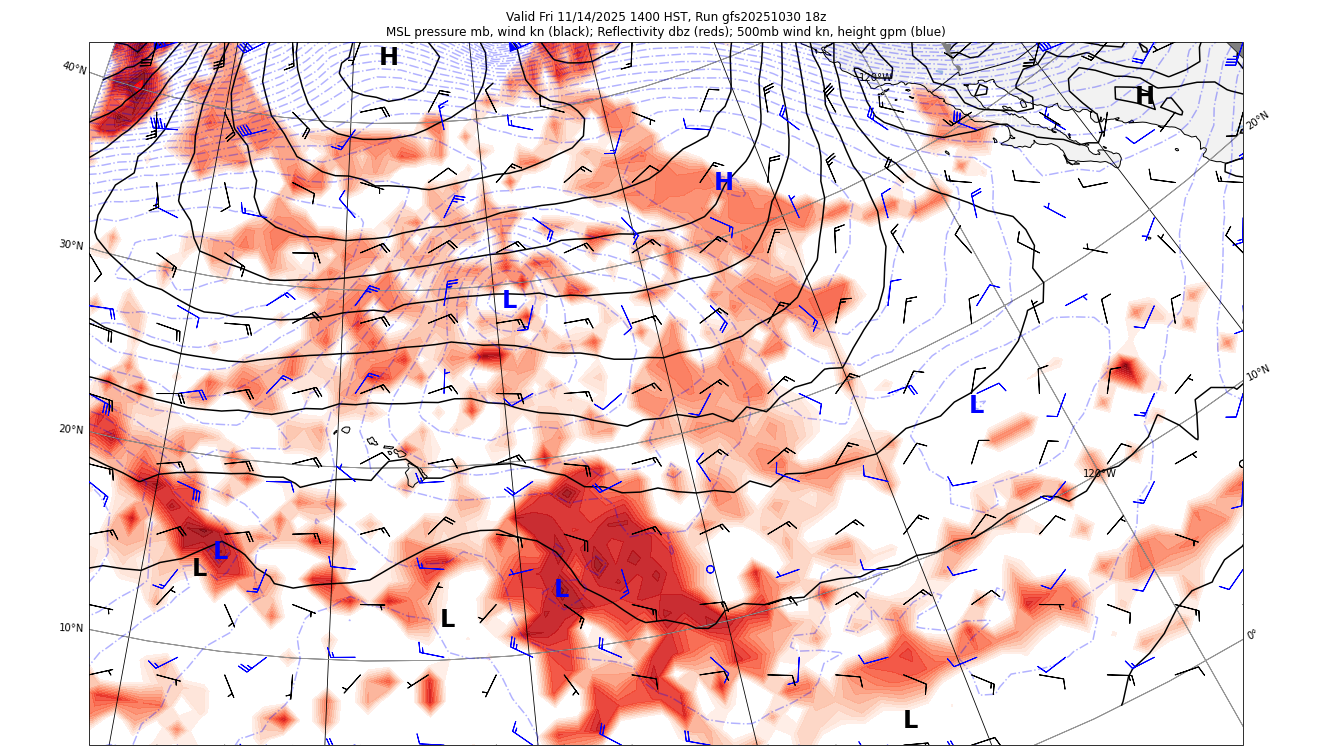 Valid Fri 11/14/2025 1400 HST, Run gfs20251030 18z
MSL pressure mb, wind kn (black); Reflectivity dbz (reds); 500mb wind kn, height gpm (blue)
H
40°N
120°W
H
20°N
H
30°N
L
10°N
L
20°N
120°W
L
L
L
L
10°N
0°
L